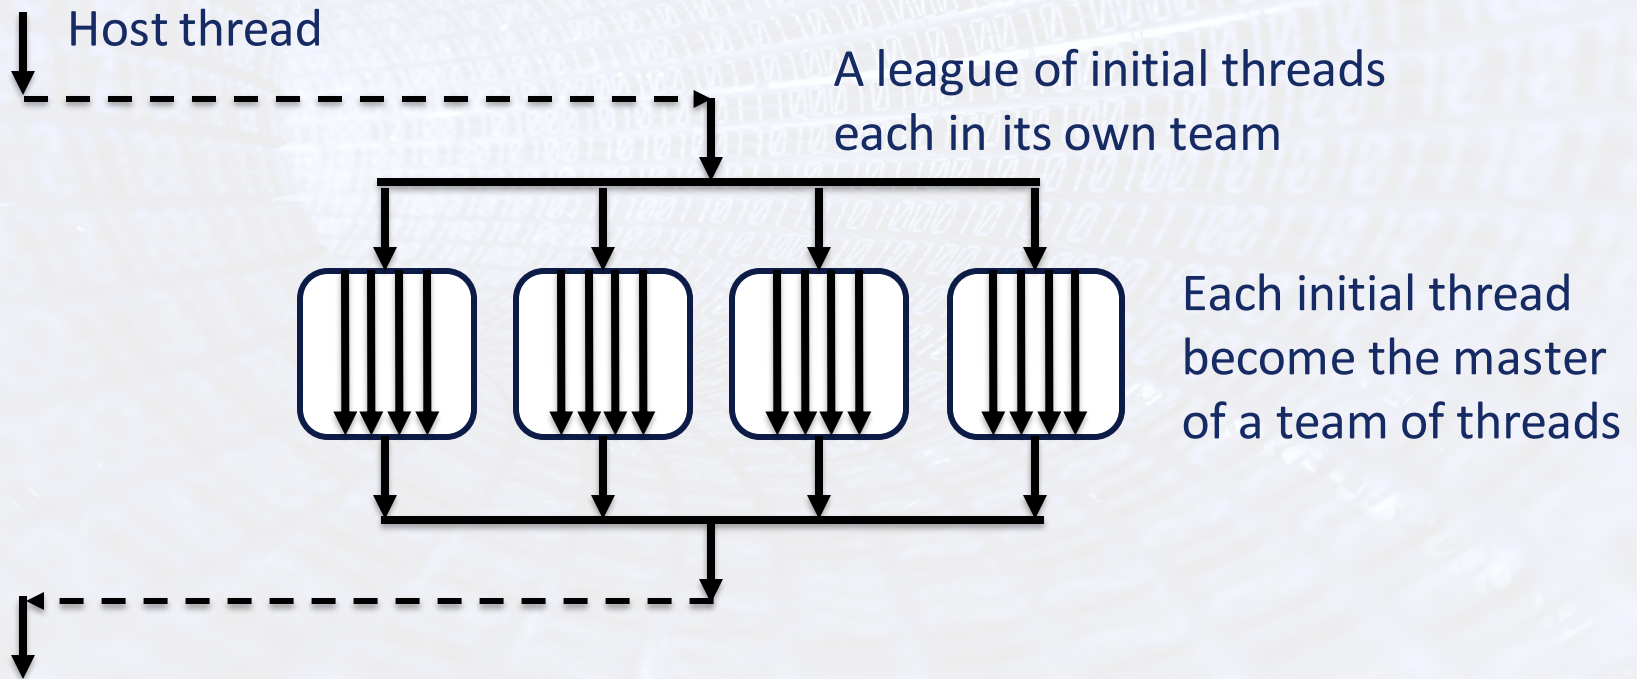 Host thread
A league of initial threads
each in its own team
Each initial thread
become the master
of a team of threads